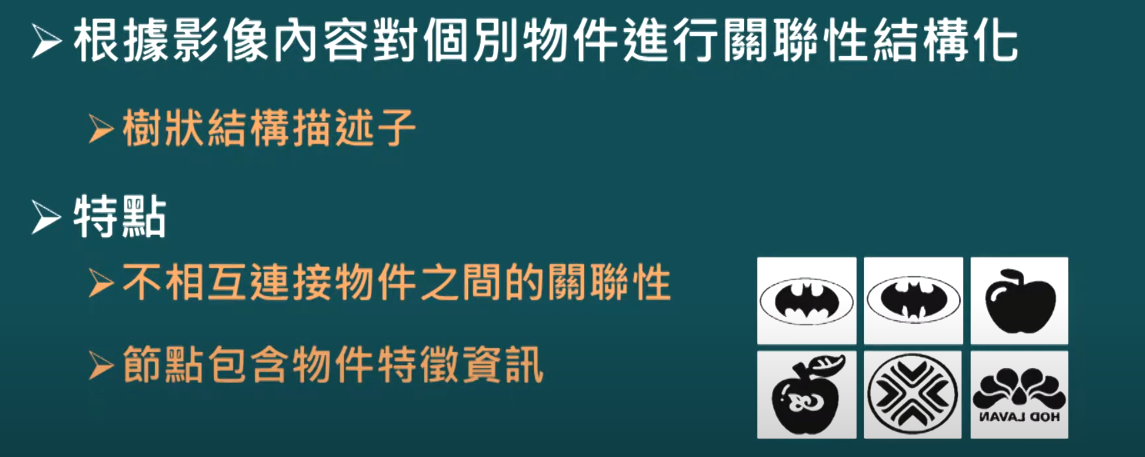 根據影像內容對個別物件進行關聯性結構化
樹狀結構描述子
特點
不相互連接物件之間的關聯性
節點包含物件特徵資訊
HOD LAVAN